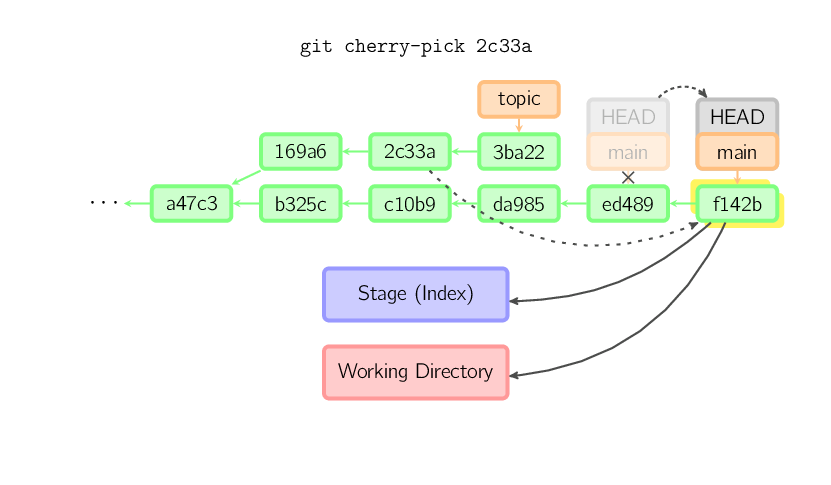 git cherry-pick 2c33a
topic
HEAD
HEAD
169a6
2c33a
3ba22
main
main
...
a47c3
b325c
c10b9
da985
ed489
f142b
Stage (Index)
Working Directory